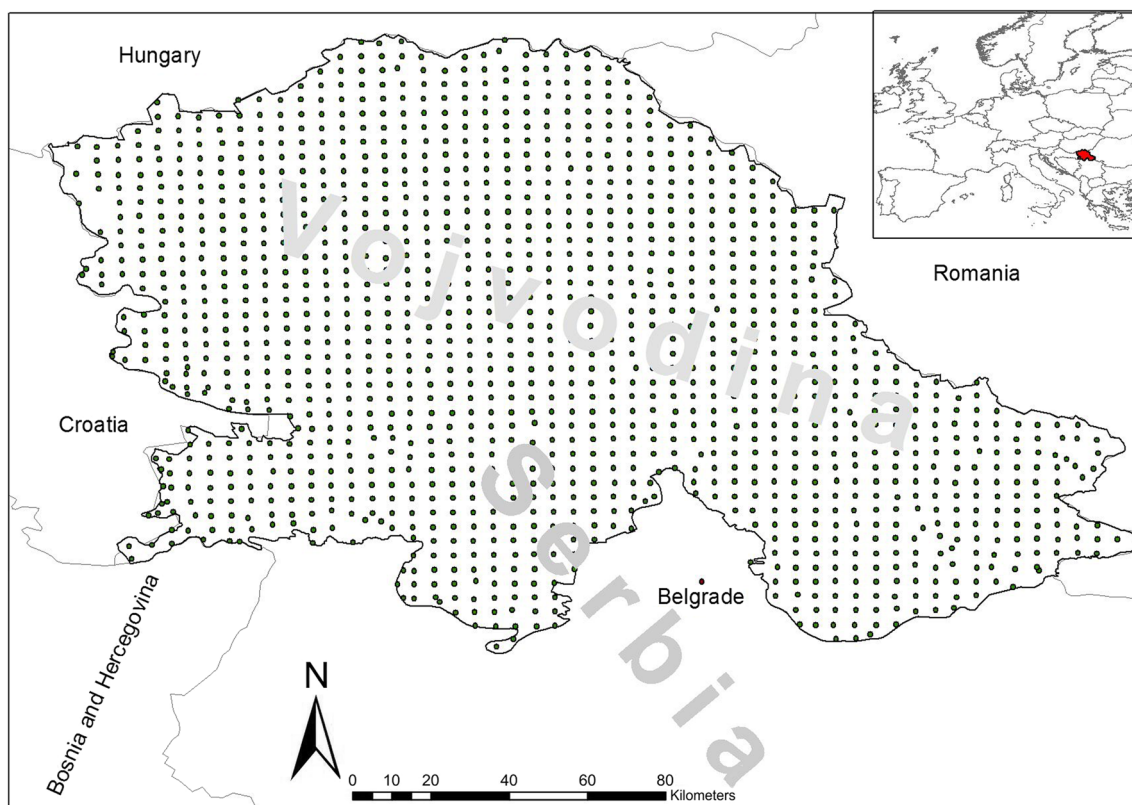 Hungary
Romania
Vojvodina
Croatia
Serbia
Belgrade
Bosnia and Hercegovina
N
0 10 20 40 60 80
Kilometers